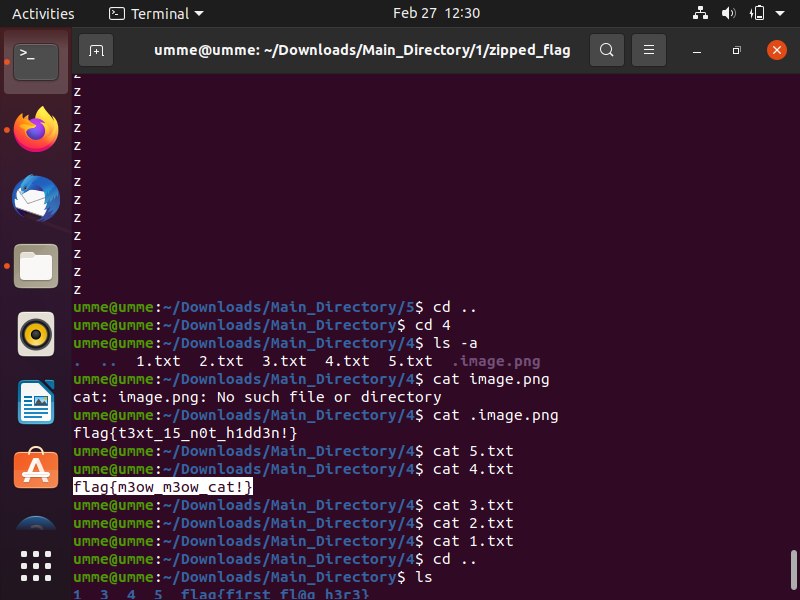 Activities Terminal Feb 27 12:30
umme@umme: ~/Downloads/Main_Directory/1/zipped_flag
z
z
z
z
z
z
z
z
z
z
z
z
z
umme@umme:~/Downloads/Main_Directory/5$ cd ..
umme@umme:~/Downloads/Main_Directory$ cd 4
umme@umme:~/Downloads/Main_Directory/4$ ls -a
. .. 1.txt 2.txt 3.txt 4.txt 5.txt .image.png
umme@umme:~/Downloads/Main_Directory/4$ cat image.png
cat: image.png: No such file or directory
umme@umme:~/Downloads/Main_Directory/4$ cat .image.png
flag{t3xt_15_n0t_h1dd3n!}
umme@umme:~/Downloads/Main_Directory/4$ cat 5.txt
umme@umme:~/Downloads/Main_Directory/4$ cat 4.txt
flag{m3ow_m3ow_cat!}
umme@umme:~/Downloads/Main_Directory/4$ cat 3.txt
umme@umme:~/Downloads/Main_Directory/4$ cat 2.txt
umme@umme:~/Downloads/Main_Directory/4$ cat 1.txt
umme@umme:~/Downloads/Main_Directory/4$ cd ..
umme@umme:~/Downloads/Main_Directory$ ls
1 3 4 5 flag{f1rst_fl@g_h3r3}